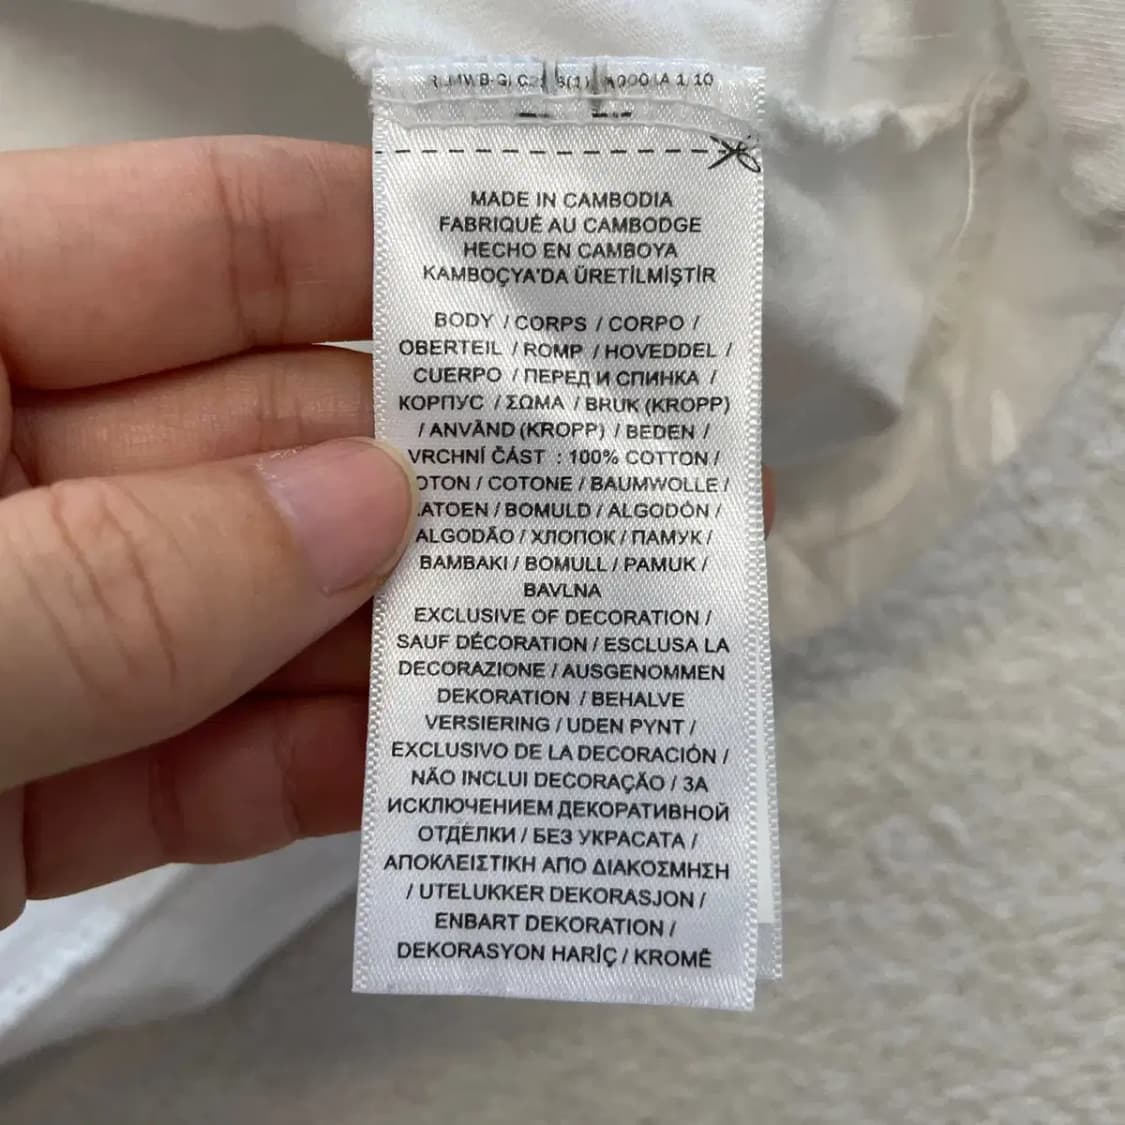 1/10
MADE IN CAMBODIA
FABRIQUÉ AU CAMBODGE
HECHO EN CAMBOYA
KAMBOÇYA'DA ÜRETİLMİŞTİR
BODY / CORPS / CORPO /
OBERTEIL / ROMP / HOVEDDEL /
CUERPO / ПЕРЕД И СПИНКА /
КОРПУС / ΣΩΜΑ / BRUK (KROPP)
/ ANVÄND (KROPP) / BEDEN /
VRCHNÍ ČÁST : 100% COTTON /
/ COTONE / BAUMWOLLE /
/ BOMULD / ALGODÓN /
ALGODÃO / ХЛОПОК / ПАМУК /
BAMBAKI / BOMULL / PAMUK /
BAVLNA
EXCLUSIVE OF DECORATION /
SAUF DÉCORATION / ESCLUSA LA
DECORAZIONE / AUSGENOMMEN
DEKORATION / BEHALVE
VERSIERING / UDEN PYNT /
EXCLUSIVO DE LA DECORACIÓN /
NÃO INCLUI DECORAÇÃO / ЗА
ИСКЛЮЧЕНИЕМ ДЕКОРАТИВНОЙ
ОТДЁЛКИ / БЕЗ УКРАСАТА /
ΑΠΟΚΛΕΙΣΤΙΚΗ ΑΠΟ ΔΙΑΚΟΣΜΗΣΗ
/ UTELUKKER DEKORASJON /
ENBART DEKORATION /
DEKORASYON HARİÇ / KROMĚ